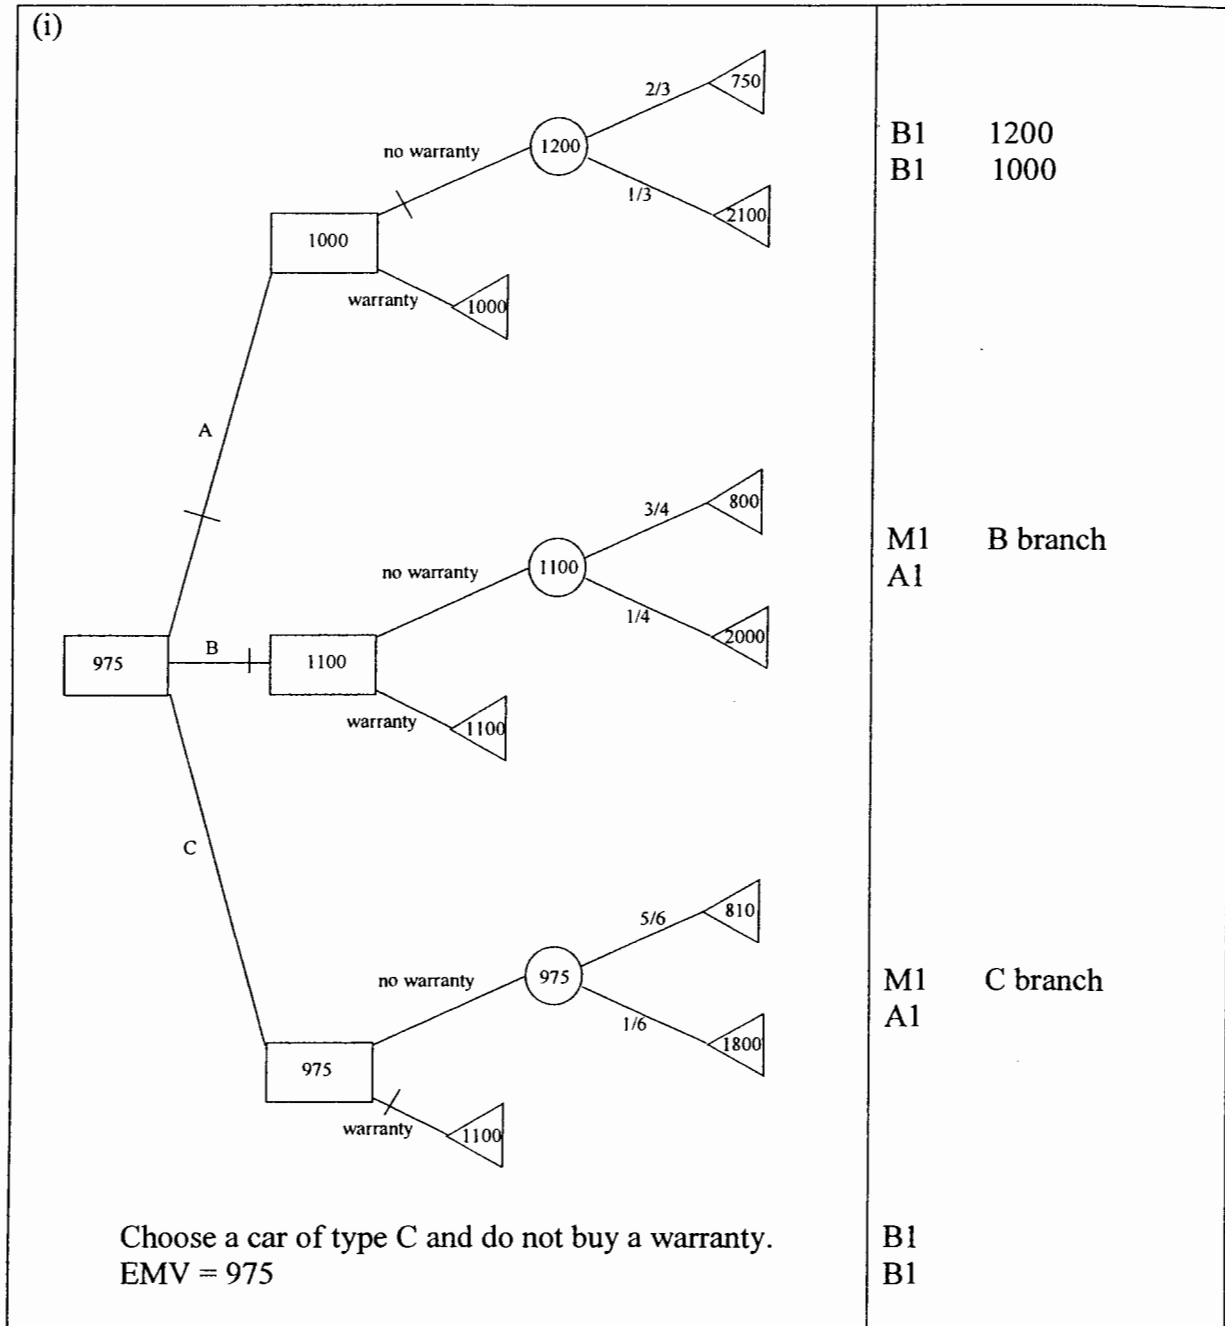 (i)
2/3
750
B1 1200
no warranty
1200
B1 1000
1/3
2100
1000
warranty
1000
A
3/4
800
M1 B branch
no warranty
1100
A1
1/4
2000
975
B
1100
warranty
1100
C
5/6
810
no warranty
975
M1 C branch
A1
1/6
1800
975
warranty
1100
Choose a car of type C and do not buy a warranty.
B1
EMV = 975
B1